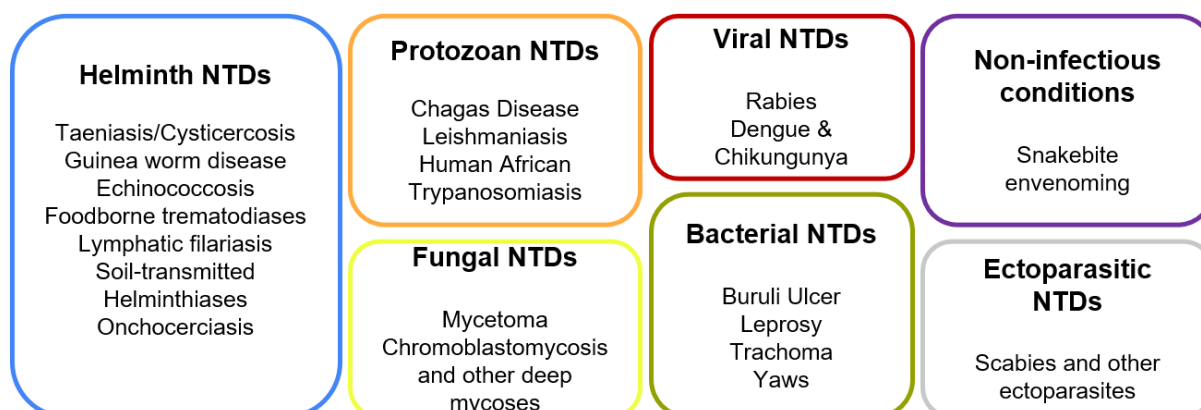 Helminth NTDs
Taeniasis/Cysticercosis
Guinea worm disease
Echinococcosis
Foodborne trematodiases
Lymphatic filariasis
Soil-transmitted
Helminthiases
Onchocerciasis
Protozoan NTDs
Chagas Disease
Leishmaniasis
Human African
Trypanosomiasis
Fungal NTDs
Mycetoma
Chromoblastomycosis
and other deep
mycoses
Viral NTDs
Rabies
Dengue &
Chikungunya
Bacterial NTDs
Buruli Ulcer
Leprosy
Trachoma
Yaws
Non-infectious
conditions
Snakebite
envenoming
Ectoparasitic
NTDs
Scabies and other
ectoparasites